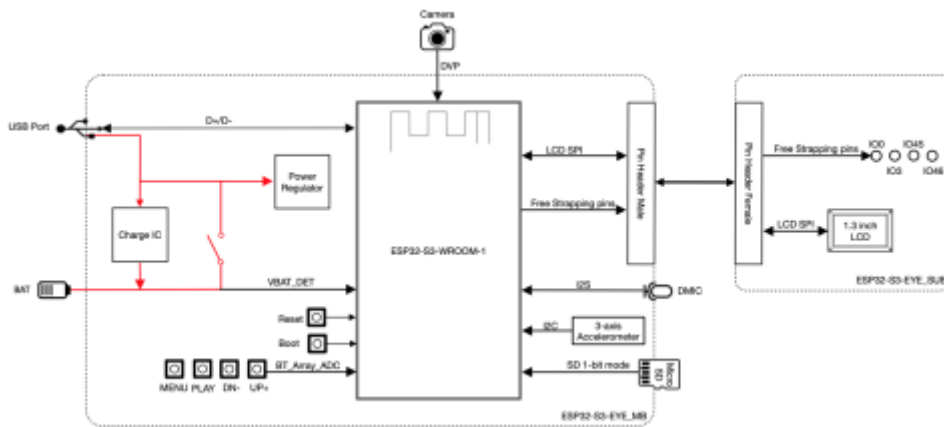 Camera
DVP
USB Port
D+/D-
Power
Regulator
Charge IC
BAT
VBAT_DET
Reset
Boot
BT_Array_ADC
MENU
PLAY
DN-
UP+
ESP32-S3-WROOM-1
LCD SPI
Free Strapping pins
Pin Header Male
I2S
DMIC
I2C
3-axis
Accelerometer
SD 1-bit mode
Micro
SD
ESP32-S3-EYE_MB
Pin Header Female
Free Strapping pins
IO0
IO45
IO3
IO46
LCD SPI
1.3 inch
LCD
ESP32-S3-EYE_SUB